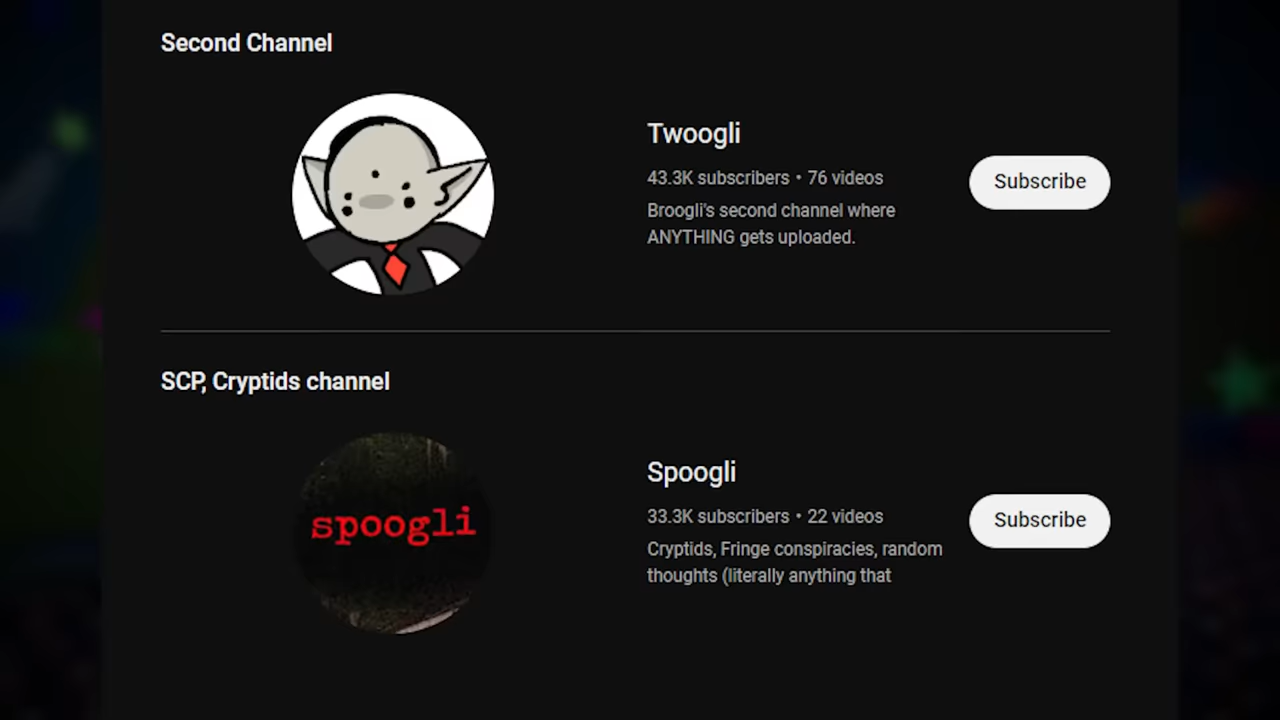 Second Channel
Twoogli
43.3K subscribers • 76 videos
Subscribe
Broogli's second channel where
ANYTHING gets uploaded.
SCP, Cryptids channel
spoogli
Spoogli
33.3K subscribers • 22 videos
Subscribe
Cryptids, Fringe conspiracies, random
thoughts (literally anything that